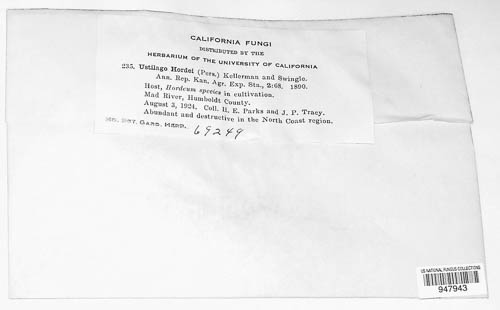 CALIFORNIA FUNGI
DISTRIBUTED BY THE
HERBARIUM OF THE UNIVERSITY OF CALIFORNIA
235. Ustilago Hordei (Pers.) Kellerman and Swingle.
Ann. Rep. Kan. Agr. Exp. Sta., 2:68. 1890.
Host, Hordeum species in cultivation.
Mad River, Humboldt County.
August 3, 1924. Coll. H. E. Parks and J. P. Tracy.
Abundant and destructive in the North Coast region.
MO. BOT. GARD. HERB. 69249
US NATIONAL FUNGUS COLLECTIONS
947943